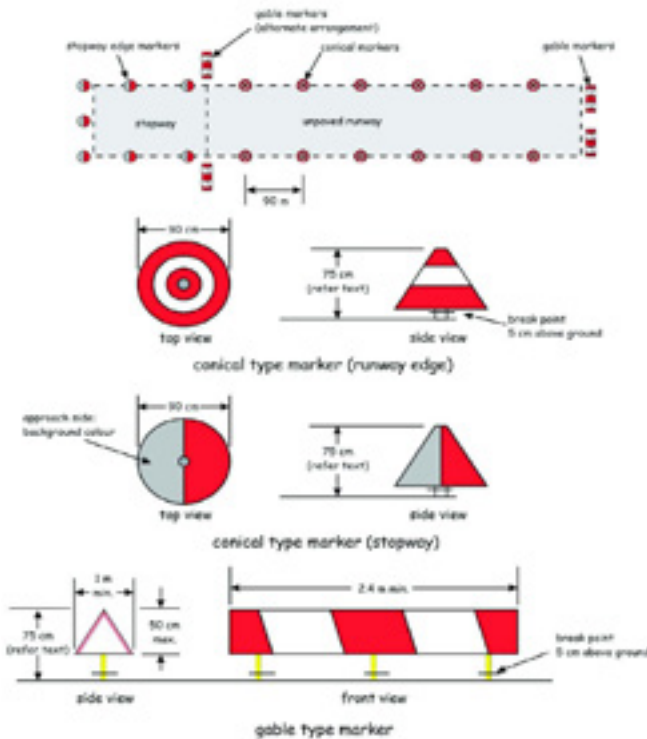 gable markers
(alternate arrangement)
stopway edge markers
conical markers
gable markers
stopway
unpaved runway
90 m
90 cm
75 cm
(refer text)
break point
5 cm above ground
top view
side view
conical type marker (runway edge)
90 cm
approach side:
background colour
75 cm
(refer text)
top view
side view
conical type marker (stopway)
1 m
min.
2.4 m min.
75 cm
(refer text)
50 cm
max.
break point
5 cm above ground
side view
front view
gable type marker